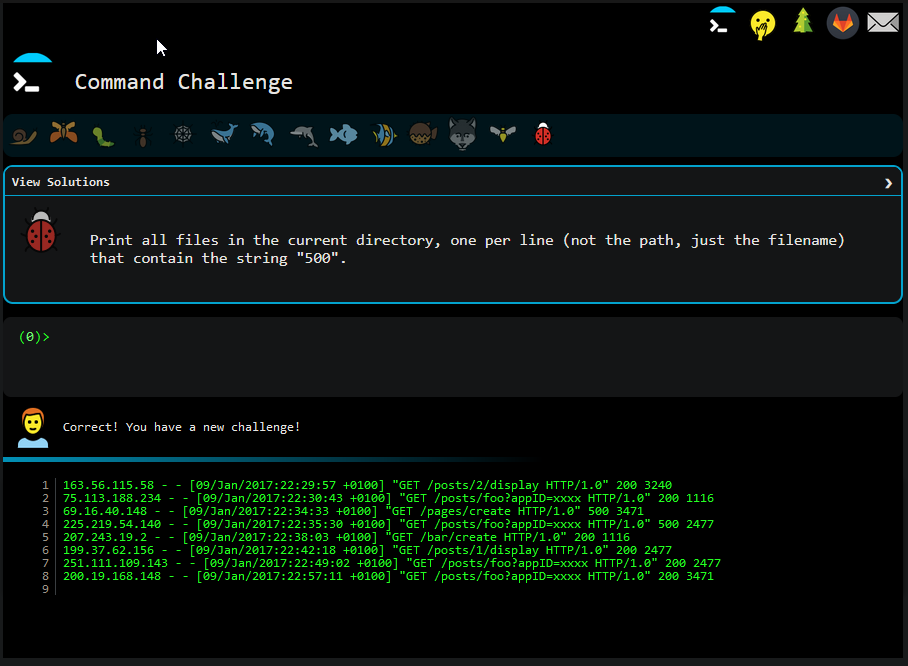 Command Challenge
View Solutions
Print all files in the current directory, one per line (not the path, just the filename)
that contain the string "500".
(0)>
Correct! You have a new challenge!
1 163.56.115.58 - - [09/Jan/2017:22:29:57 +0100] "GET /posts/2/display HTTP/1.0" 200 3240
2 75.113.188.234 - - [09/Jan/2017:22:30:43 +0100] "GET /posts/foo?appID=xxxx HTTP/1.0" 200 1116
3 69.16.40.148 - - [09/Jan/2017:22:34:33 +0100] "GET /pages/create HTTP/1.0" 500 3471
4 225.219.54.140 - - [09/Jan/2017:22:35:30 +0100] "GET /posts/foo?appID=xxxx HTTP/1.0" 500 2477
5 207.243.19.2 - - [09/Jan/2017:22:38:03 +0100] "GET /bar/create HTTP/1.0" 200 1116
6 199.37.62.156 - - [09/Jan/2017:22:42:18 +0100] "GET /posts/1/display HTTP/1.0" 200 2477
7 251.111.109.143 - - [09/Jan/2017:22:49:02 +0100] "GET /posts/foo?appID=xxxx HTTP/1.0" 200 2477
8 200.19.168.148 - - [09/Jan/2017:22:57:11 +0100] "GET /posts/foo?appID=xxxx HTTP/1.0" 200 3471
9